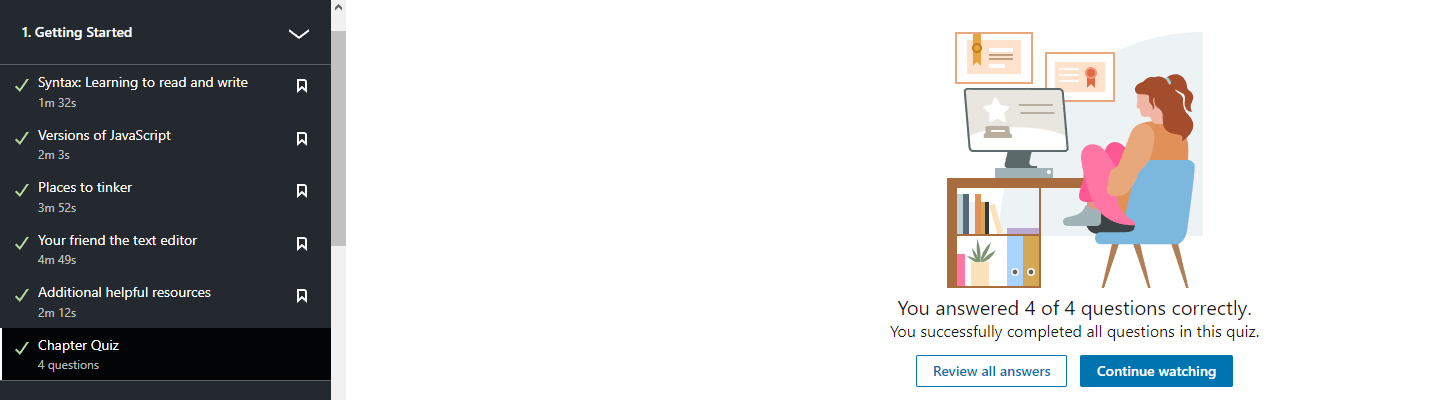 1. Getting Started
Syntax: Learning to read and write
1m 32s
Versions of JavaScript
2m 3s
Places to tinker
3m 52s
Your friend the text editor
4m 49s
Additional helpful resources
2m 12s
Chapter Quiz
4 questions
You answered 4 of 4 questions correctly.
You successfully completed all questions in this quiz.
Review all answers
Continue watching